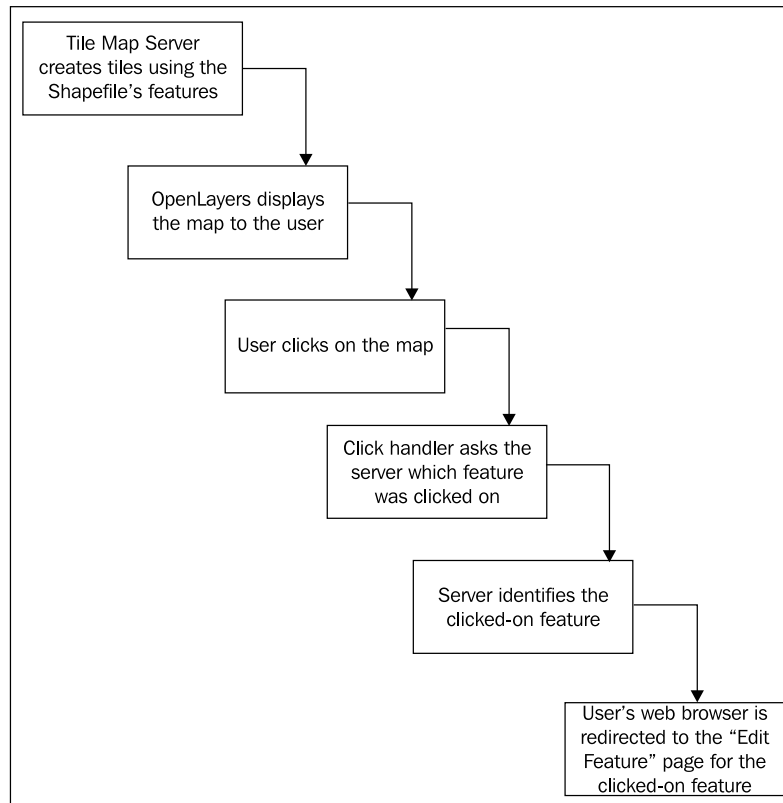 Tile Map Server
creates tiles using the
Shapefile’s features
OpenLayers displays
the map to the user
User clicks on the map
Click handler asks the
server which feature
was clicked on
Server identifies the
clicked-on feature
User’s web browser is
redirected to the “Edit
Feature” page for the
clicked-on feature